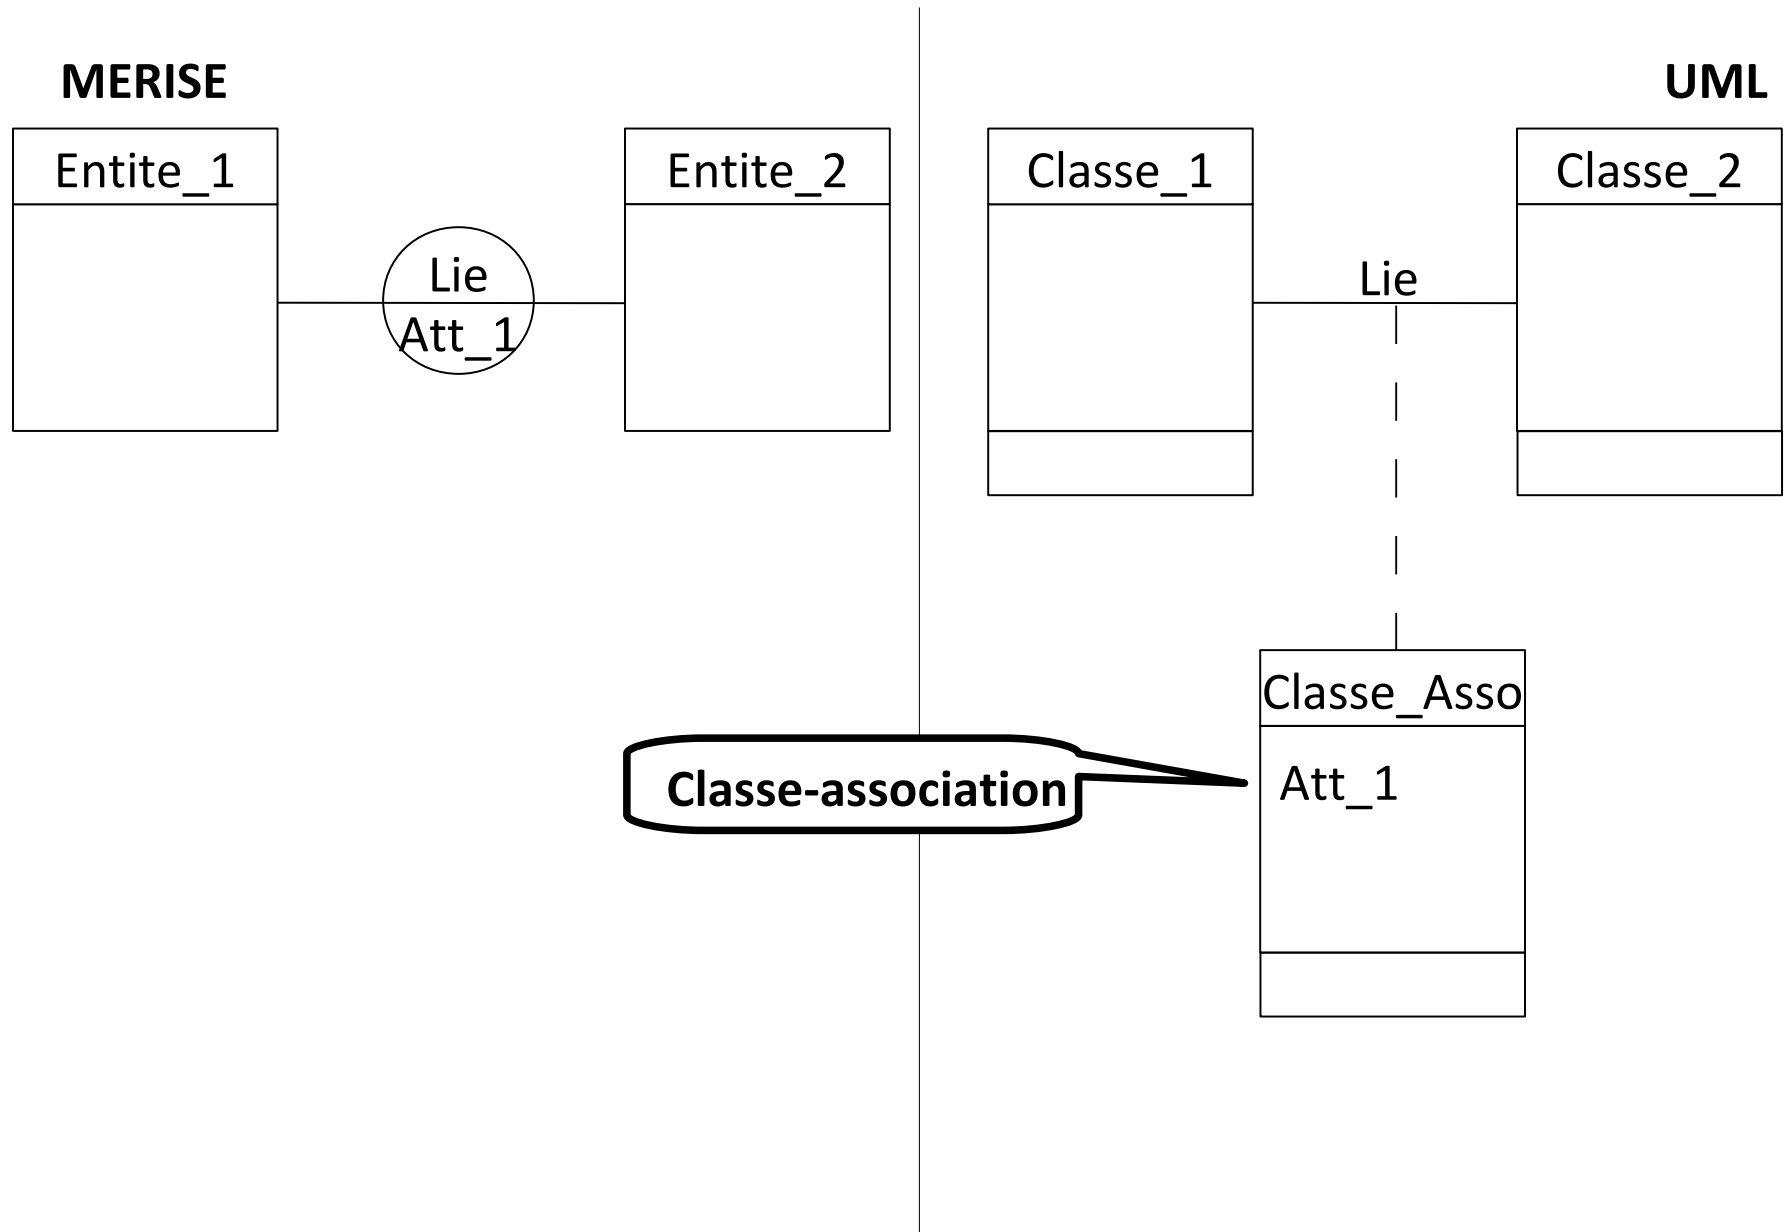 MERISE
Entite_1
Entite_2
Lie
Att_1
UML
Classe_1
Classe_2
Lie
Classe_Asso
Att_1
Classe-association